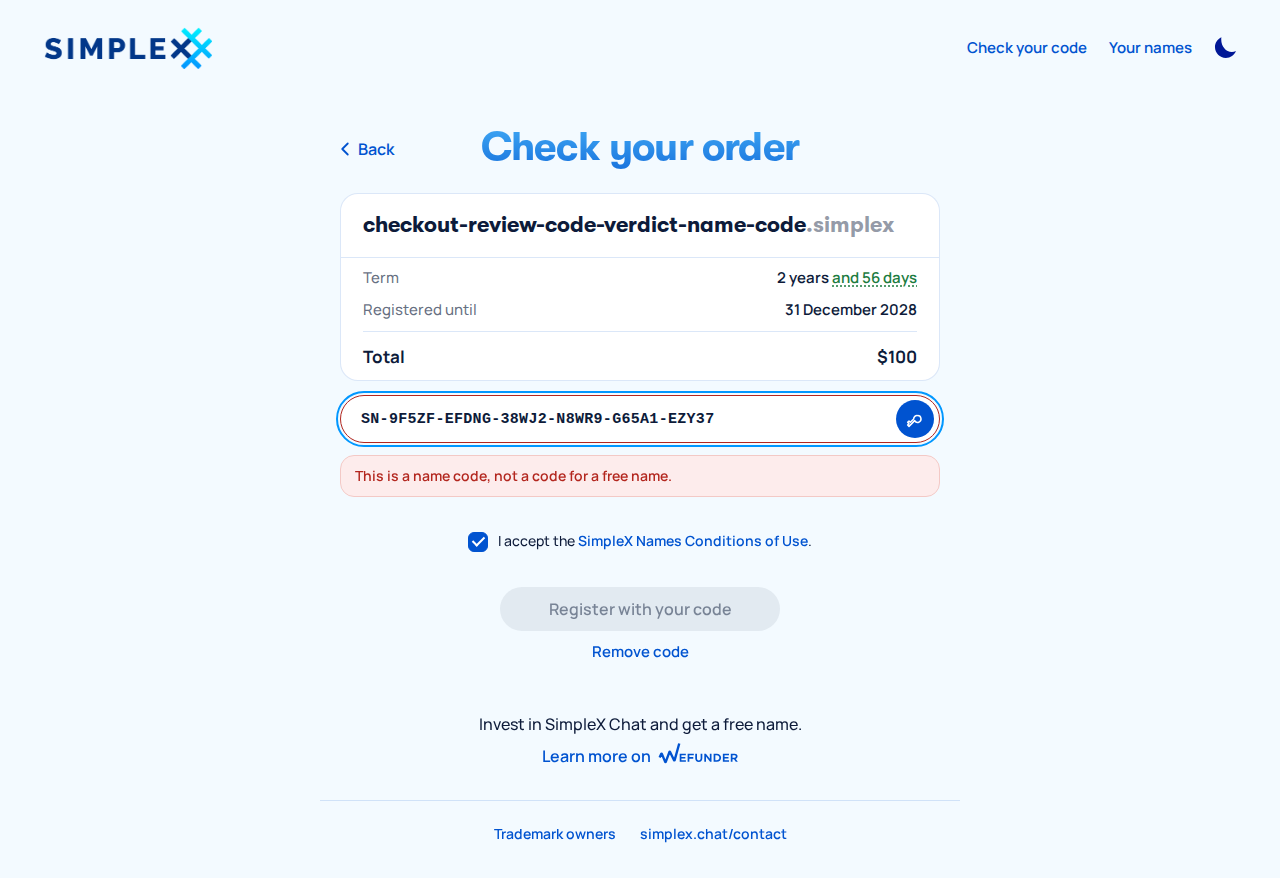 SIMPLEX
Check your code
Your names
Back
Check your order
checkout-review-code-verdict-name-code.simplex
Term
2 years and 56 days
Registered until
31 December 2028
Total
$100
SN-9F5ZF-EFDNG-38WJ2-N8WR9-G65A1-EZY37
This is a name code, not a code for a free name.
I accept the SimpleX Names Conditions of Use.
Register with your code
Remove code
Invest in SimpleX Chat and get a free name.
Learn more on WEFUNDER
Trademark owners
simplex.chat/contact